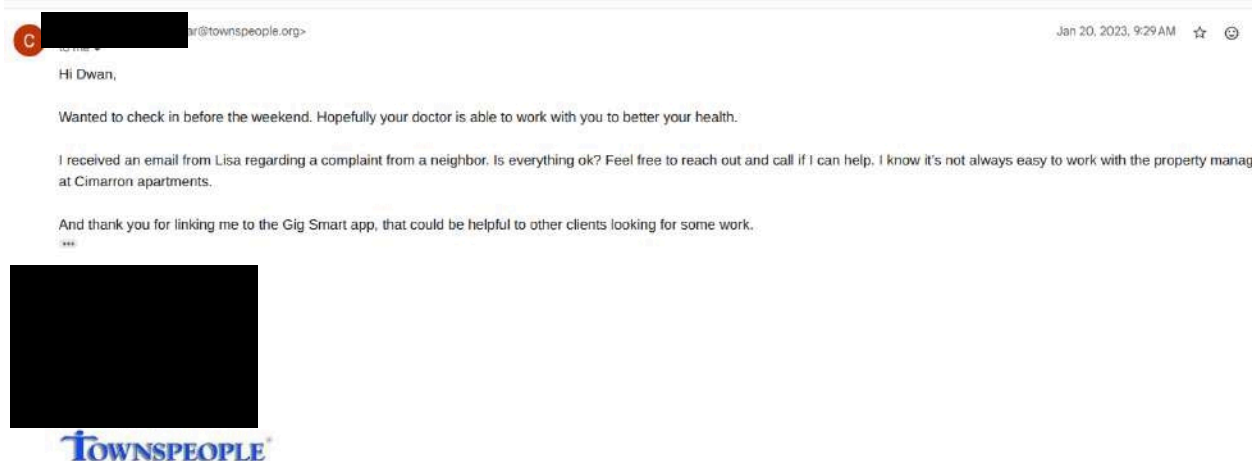 C
ar@townspeople.org>
Jan 20, 2023, 9:29 AM
to me
Hi Dwan,
Wanted to check in before the weekend. Hopefully your doctor is able to work with you to better your health.
I received an email from Lisa regarding a complaint from a neighbor. Is everything ok? Feel free to reach out and call if I can help. I know it's not always easy to work with the property manag
at Cimarron apartments.
And thank you for linking me to the Gig Smart app, that could be helpful to other clients looking for some work.
TOWNSPEOPLE